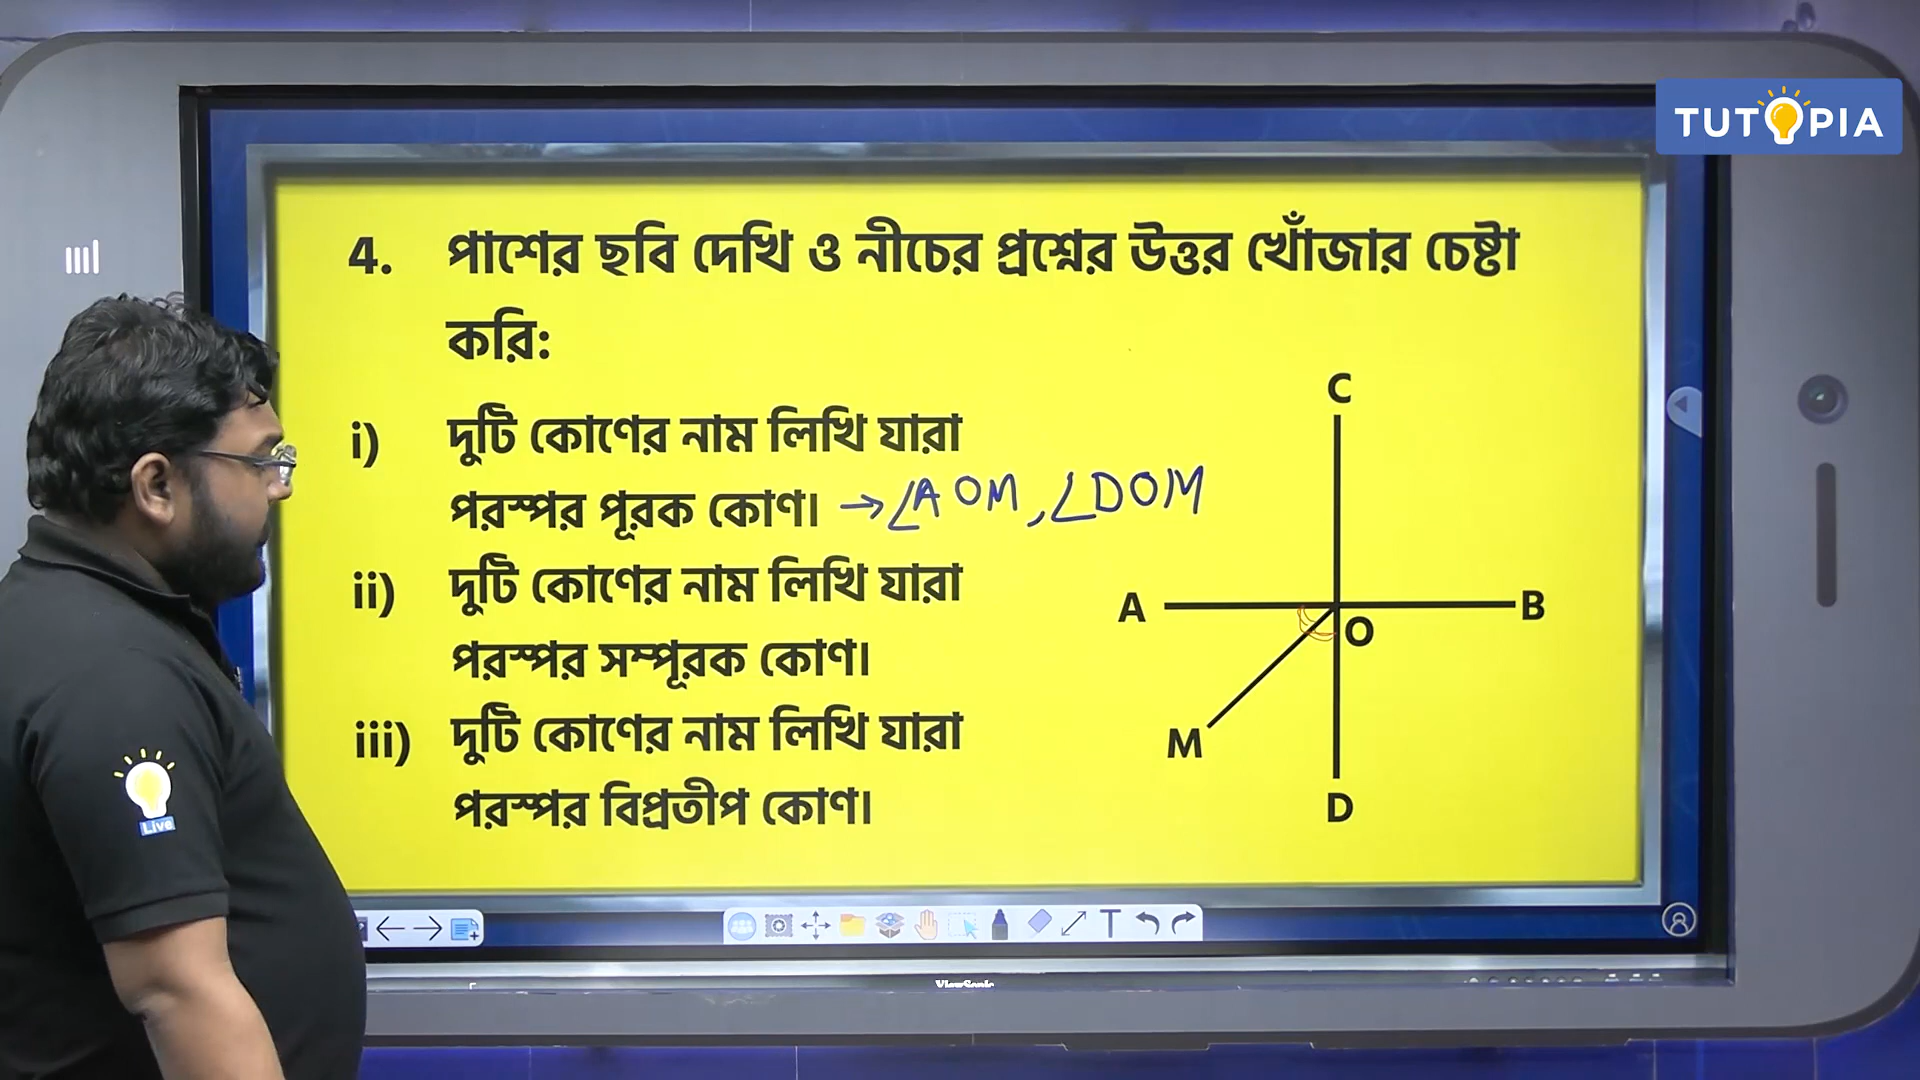 TUTOPIA
4. পাশের ছবি দেখি ও নীচের প্রশ্নের উত্তর খোঁজার চেষ্টা
করি:
i) দুটি কোণের নাম লিখি যারা
পরস্পর পূরক কোণ। →∠AOM, ∠DOM
ii) দুটি কোণের নাম লিখি যারা
পরস্পর সম্পূরক কোণ।
iii) দুটি কোণের নাম লিখি যারা
পরস্পর বিপ্রতীপ কোণ।
C
A
B
O
M
D
Live
T
ViewSonic